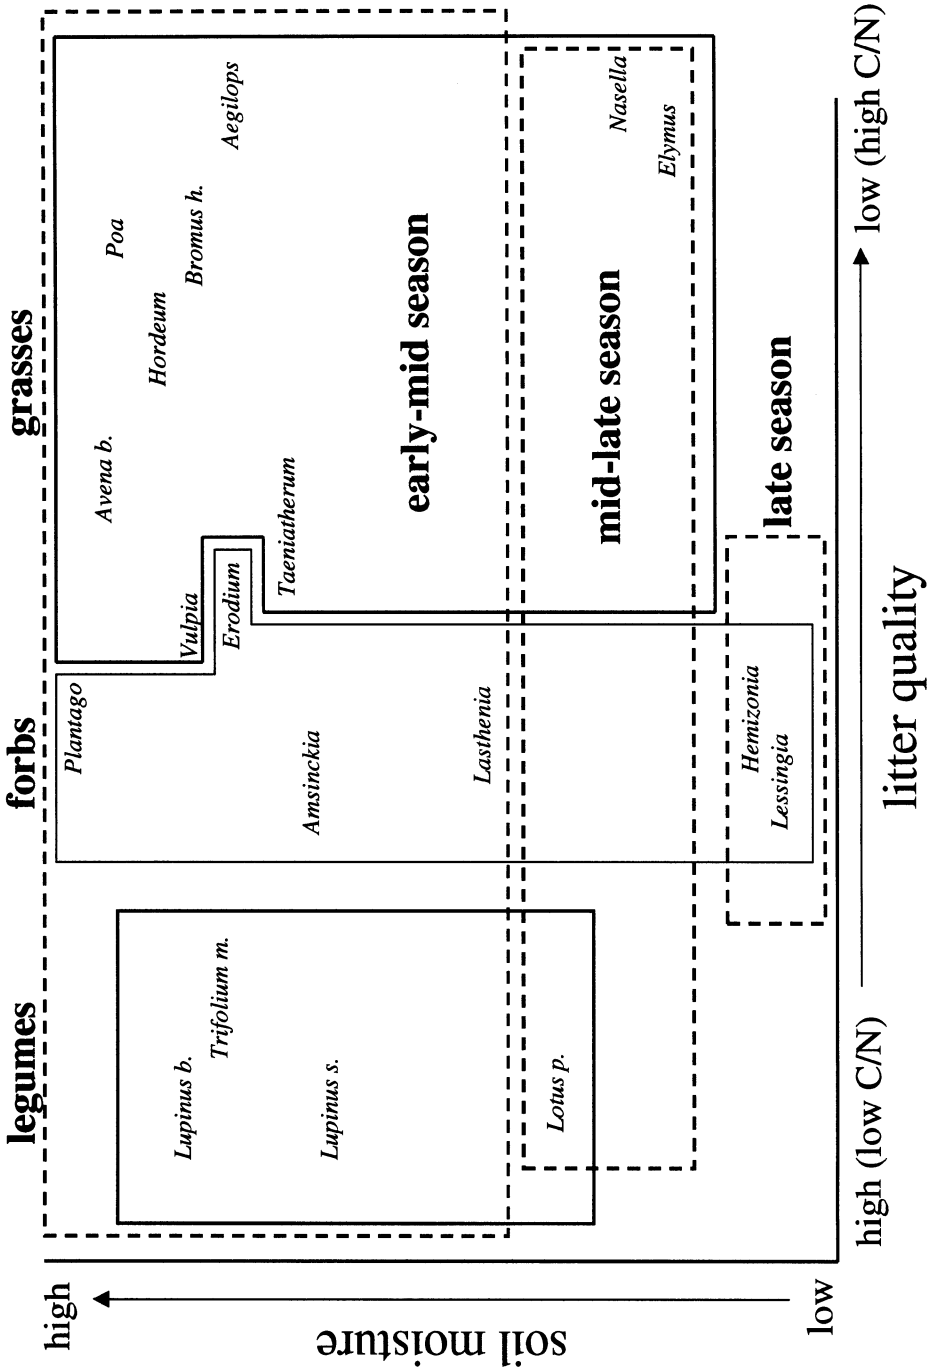 legumes
forbs
grasses
high
soil moisture
low
Plantago
Avena b.
Poa
Hordeum
Lupinus b.
Vulpia
Bromus h.
Trifolium m.
Erodium
Aegilops
Taeniatherum
Amsinckia
Lupinus s.
early-mid season
Lasthenia
Lotus p.
mid-late season
Nasella
Elymus
Hemizonia
Lessingia
late season
high (low C/N)
litter quality
low (high C/N)